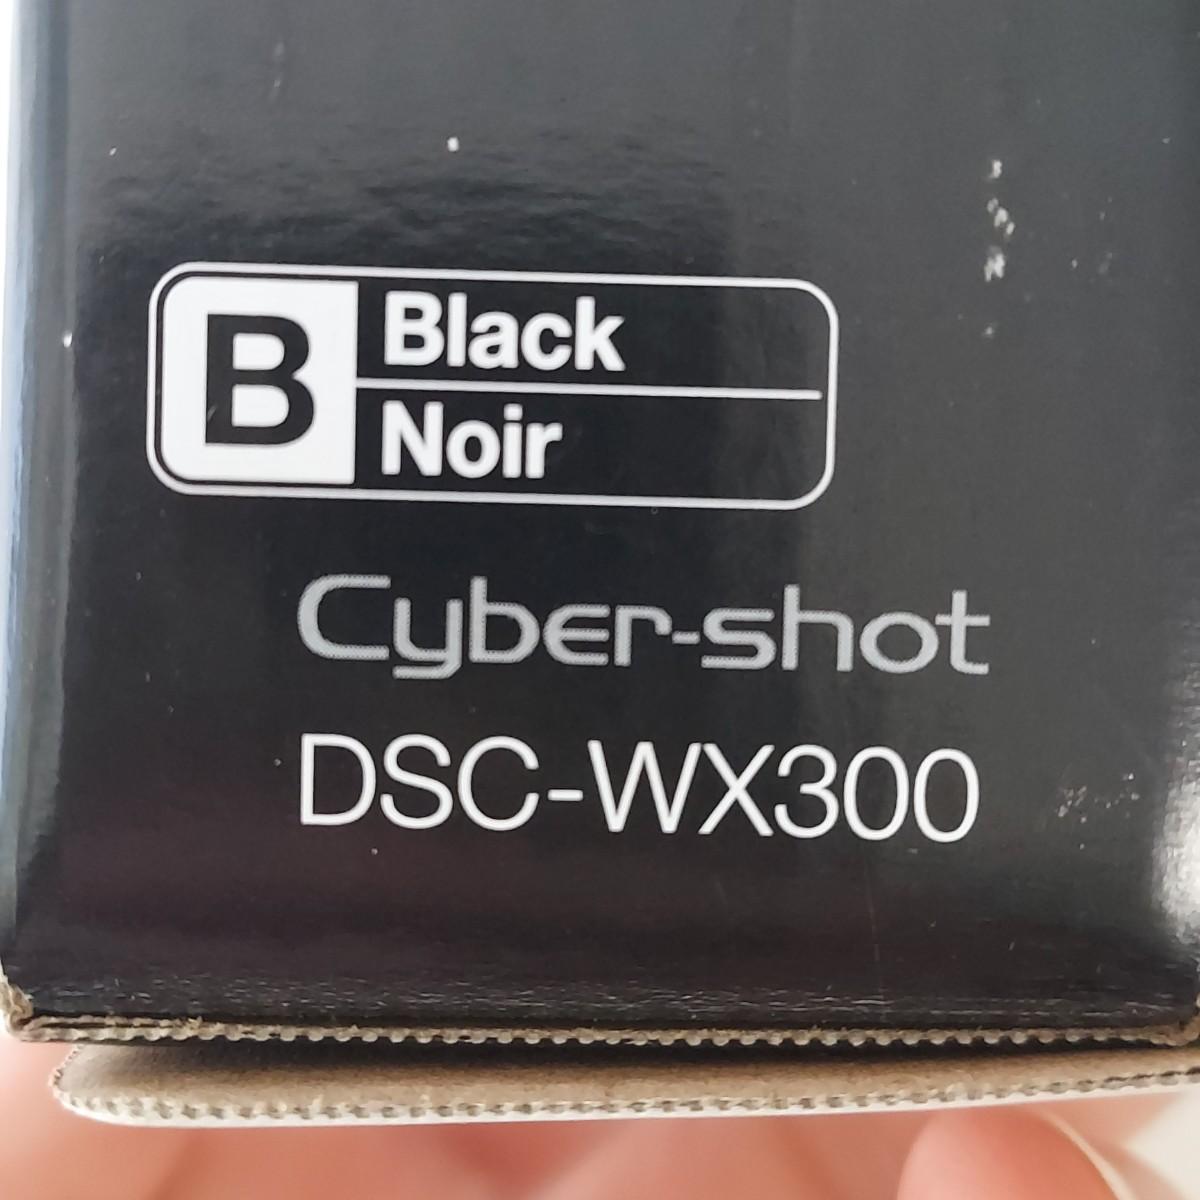 B
Black
Noir
Cyber-shot
DSC-WX300